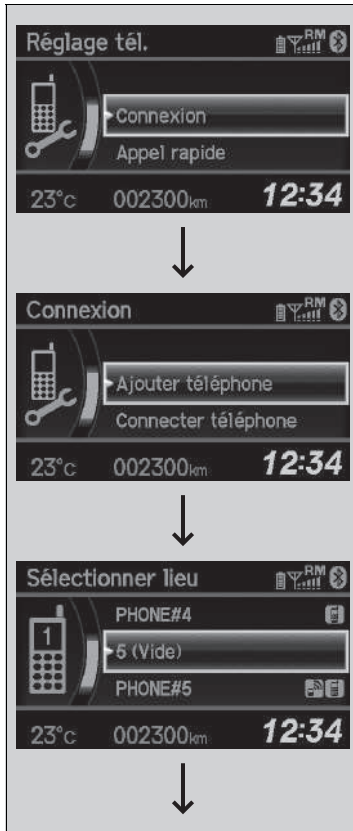 Réglage tél. RM
Connexion
Appel rapide
23°c 002300km 12:34
Connexion RM
Ajouter téléphone
Connecter téléphone
23°c 002300km 12:34
Sélectionner lieu RM
PHONE#4
1
5 (Vide)
PHONE#5
23°c 002300km 12:34